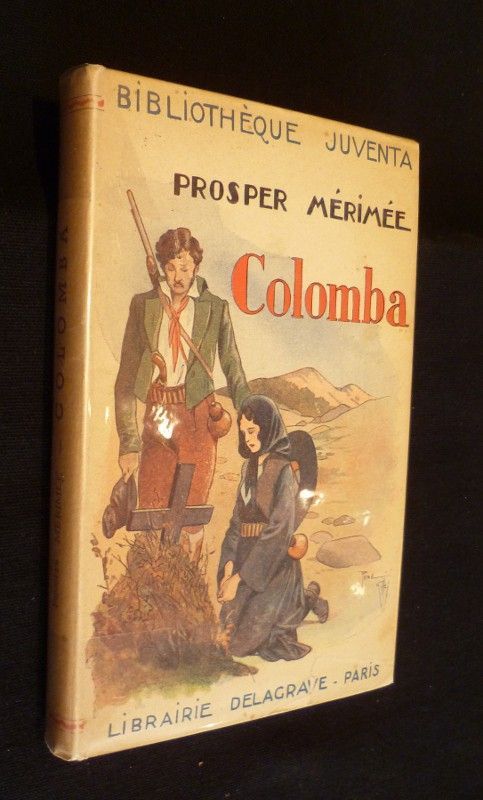 BIBLIOTHÈQUE JUVENTA
PROSPER MÉRIMÉE
Colomba
LIBRAIRIE DELAGRAVE - PARIS
COLOMBA